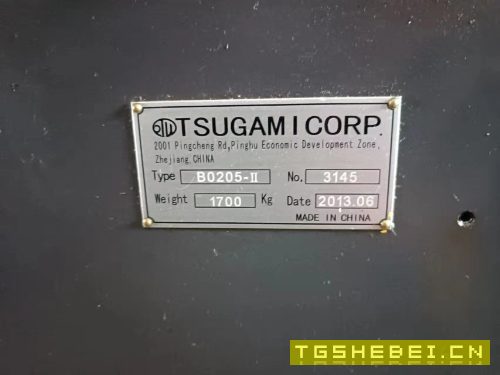 TSUGAMI CORP.
2001 Pingcheng Rd,Pinghu Economic Development Zone,
Zhejiang,CHINA
Type B0205-II No. 3145
Weight 1700 Kg Date 2013.06
MADE IN CHINA
TGSHEBEI.CN